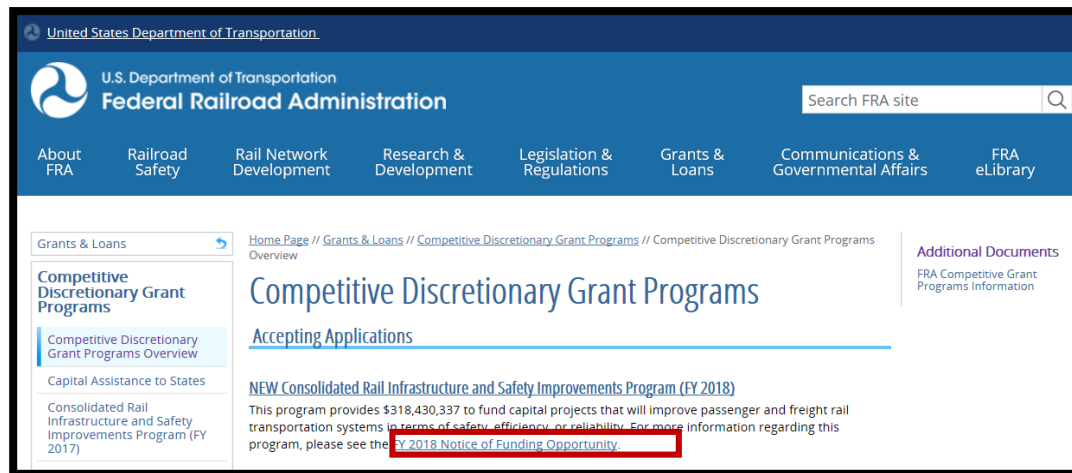 United States Department of Transportation
U.S. Department of Transportation
Federal Railroad Administration
Search FRA site
About FRA
Railroad Safety
Rail Network Development
Research & Development
Legislation & Regulations
Grants & Loans
Communications & Governmental Affairs
FRA eLibrary
Grants & Loans
Competitive
Discretionary Grant
Programs
Competitive Discretionary
Grant Programs Overview
Capital Assistance to States
Consolidated Rail
Infrastructure and Safety
Improvements Program (FY
2017)
Home Page // Grants & Loans // Competitive Discretionary Grant Programs // Competitive Discretionary Grant Programs
Overview
Competitive Discretionary Grant Programs
Accepting Applications
NEW Consolidated Rail Infrastructure and Safety Improvements Program (FY 2018)
This program provides $318,430,337 to fund capital projects that will improve passenger and freight rail
transportation systems in terms of safety, efficiency, or reliability. For more information regarding this
program, please see the FY 2018 Notice of Funding Opportunity.
Additional Documents
FRA Competitive Grant
Programs Information